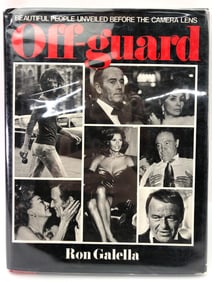 BEAUTIFUL PEOPLE UNVEILED BEFORE THE CAMERA LENS
Off-guard
Ron Galella